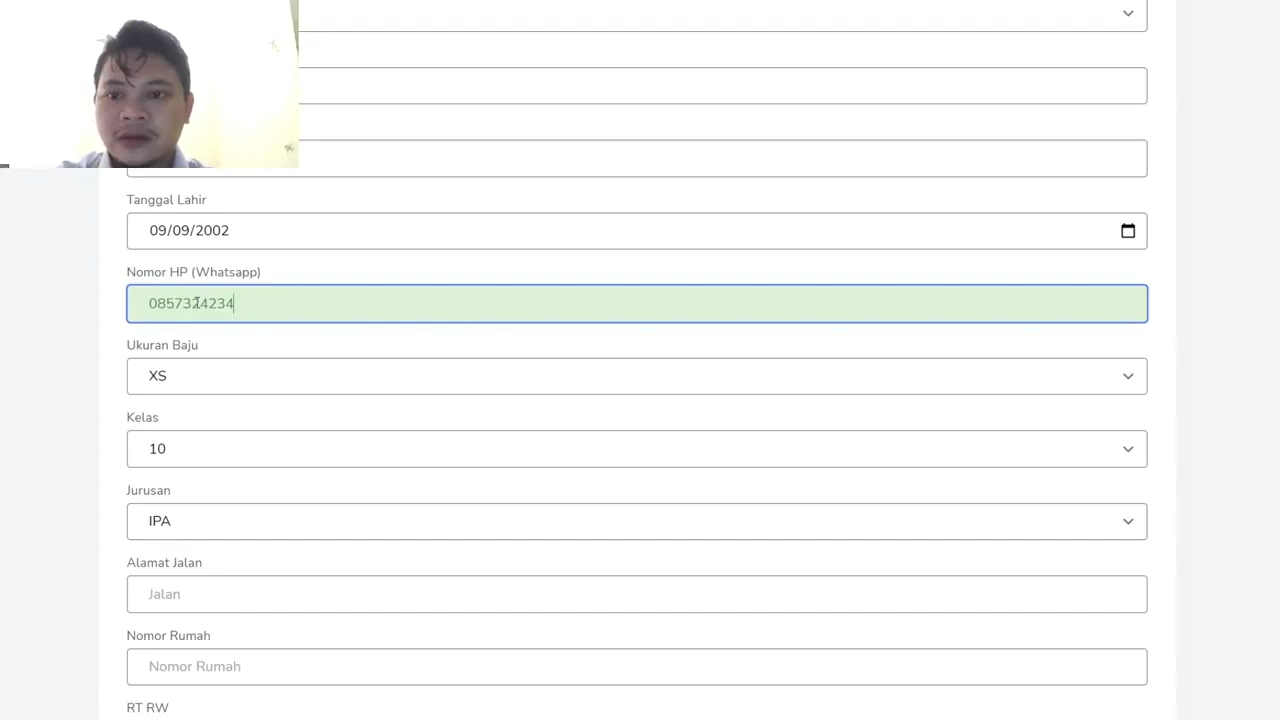 Tanggal Lahir
09/09/2002
Nomor HP (Whatsapp)
0857324234
Ukuran Baju
XS
Kelas
10
Jurusan
IPA
Alamat Jalan
Jalan
Nomor Rumah
Nomor Rumah
RT RW